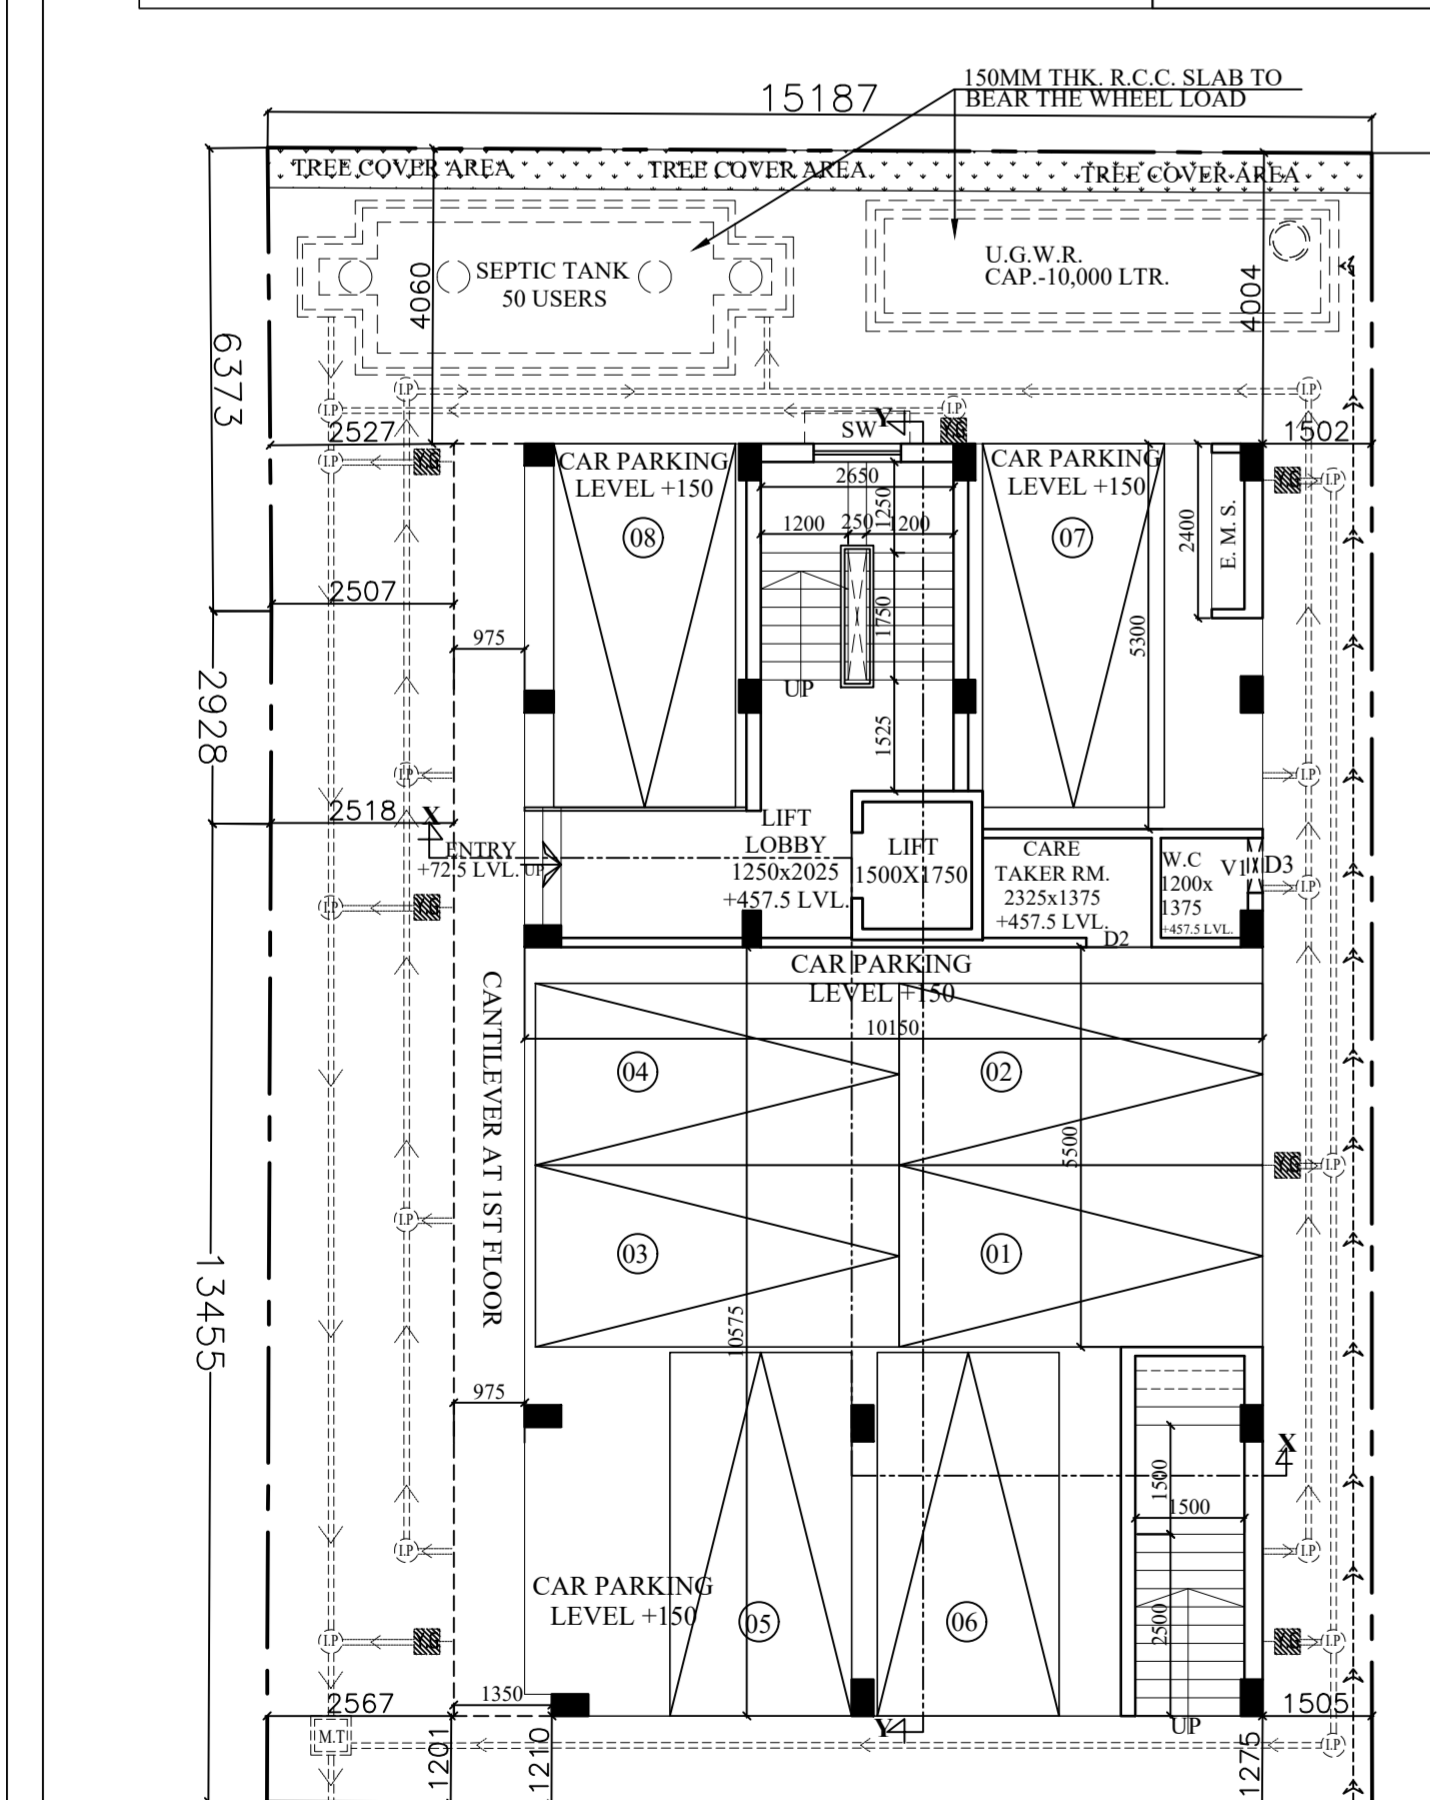 150MM THK. R.C.C. SLAB TO
BEAR THE WHEEL LOAD
15187
TREE COVER AREA
TREE COVER AREA
TREE COVER AREA
SEPTIC TANK
50 USERS
U.G.W.R.
CAP.-10,000 LTR.
4060
4004
6373
I.P
I.P
I.P
I.P
2527
SW
Y
1502
I.P
I.P
CAR PARKING
LEVEL +150
08
2650
1250
1200
250
1200
CAR PARKING
LEVEL +150
07
2400
E. M. S.
2507
975
1750
5300
UP
2928
1525
I.P
I.P
2518
X
ENTRY
+72.5 LVL.
UP
LIFT
LOBBY
1250x2025
+457.5 LVL.
LIFT
1500X1750
CARE
TAKER RM.
2325x1375
+457.5 LVL.
W.C
1200x
1375
+457.5 LVL.
V1
D3
I.P
I.P
D2
CAR PARKING
LEVEL +150
10150
CANTILEVER AT 1ST FLOOR
04
02
5500
I.P
I.P
03
01
13455
10575
975
X
1500
1500
I.P
I.P
CAR PARKING
LEVEL +150
05
06
2500
I.P
I.P
2567
1350
1505
M.T
Y
UP
I.P
1201
1210
1275